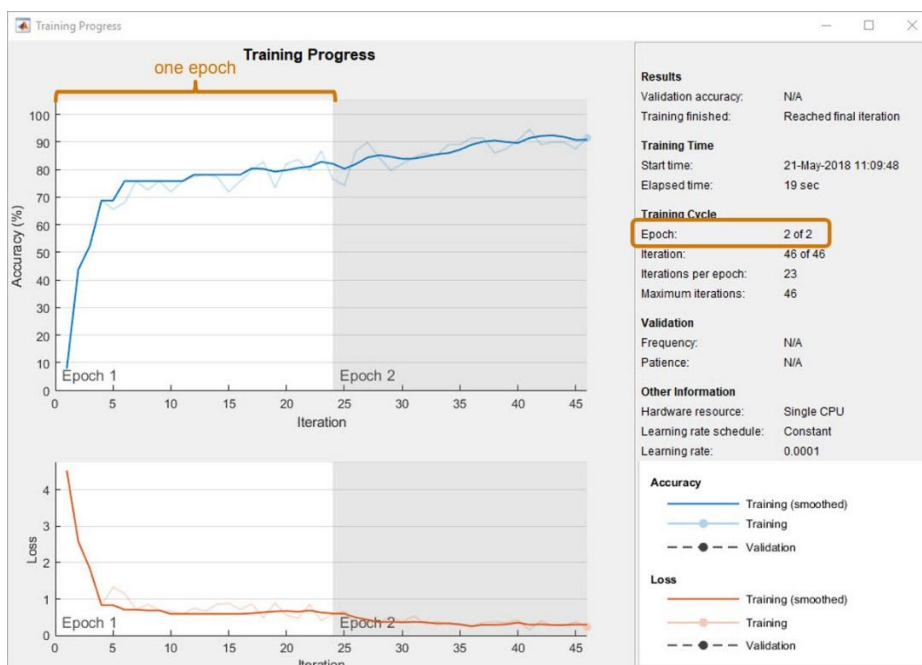 Training Progress
Training Progress
one epoch
100
90
80
70
60
50
40
30
20
10
0
Accuracy (%)
Epoch 1
Epoch 2
0 5 10 15 20 25 30 35 40 45
Iteration
4
3
2
1
0
Loss
Epoch 1
Epoch 2
0 5 10 15 20 25 30 35 40 45
Iteration
Results
Validation accuracy: N/A
Training finished: Reached final iteration
Training Time
Start time: 21-May-2018 11:09:48
Elapsed time: 19 sec
Training Cycle
Epoch: 2 of 2
Iteration: 46 of 46
Iterations per epoch: 23
Maximum iterations: 46
Validation
Frequency: N/A
Patience: N/A
Other Information
Hardware resource: Single CPU
Learning rate schedule: Constant
Learning rate: 0.0001
Accuracy
Training (smoothed)
Training
Validation
Loss
Training (smoothed)
Training
Validation